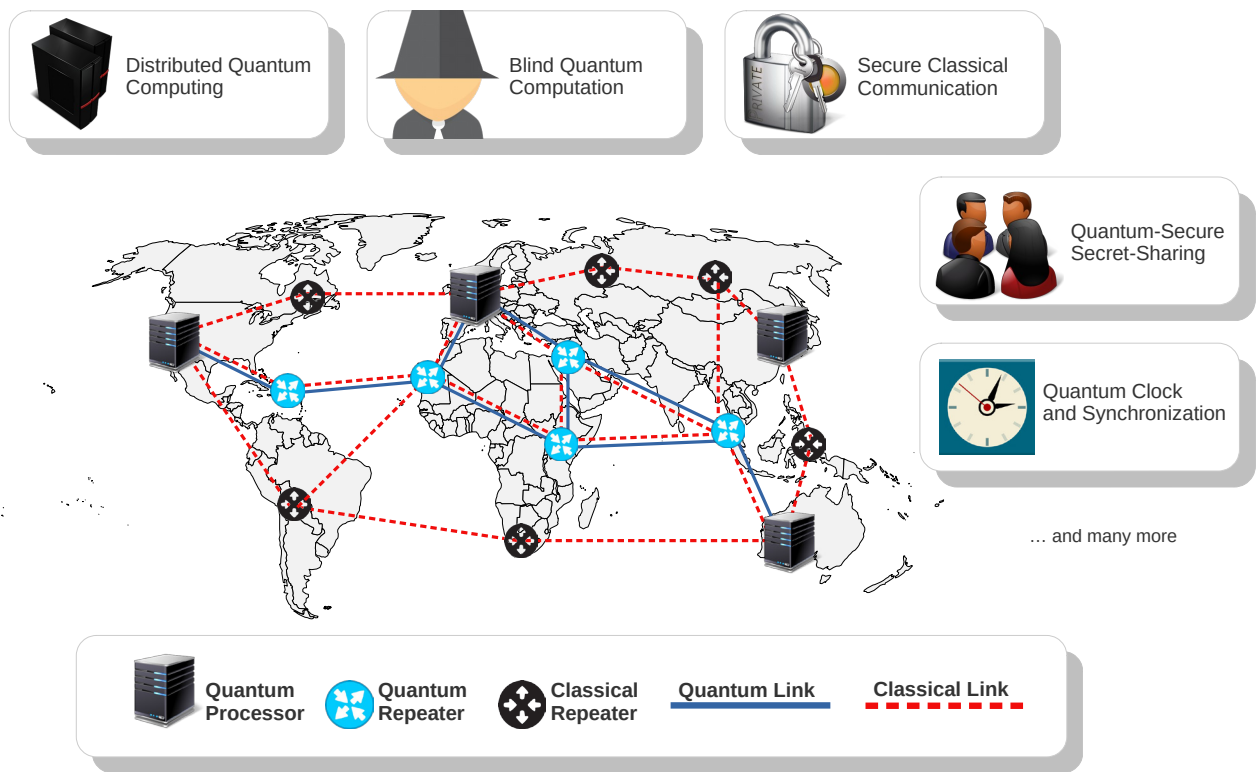 Distributed Quantum
Computing
Blind Quantum
Computation
PRIVATE
Secure Classical
Communication
Quantum-Secure
Secret-Sharing
Quantum Clock
and Synchronization
… and many more
Quantum
Processor
Quantum
Repeater
Classical
Repeater
Quantum Link
Classical Link